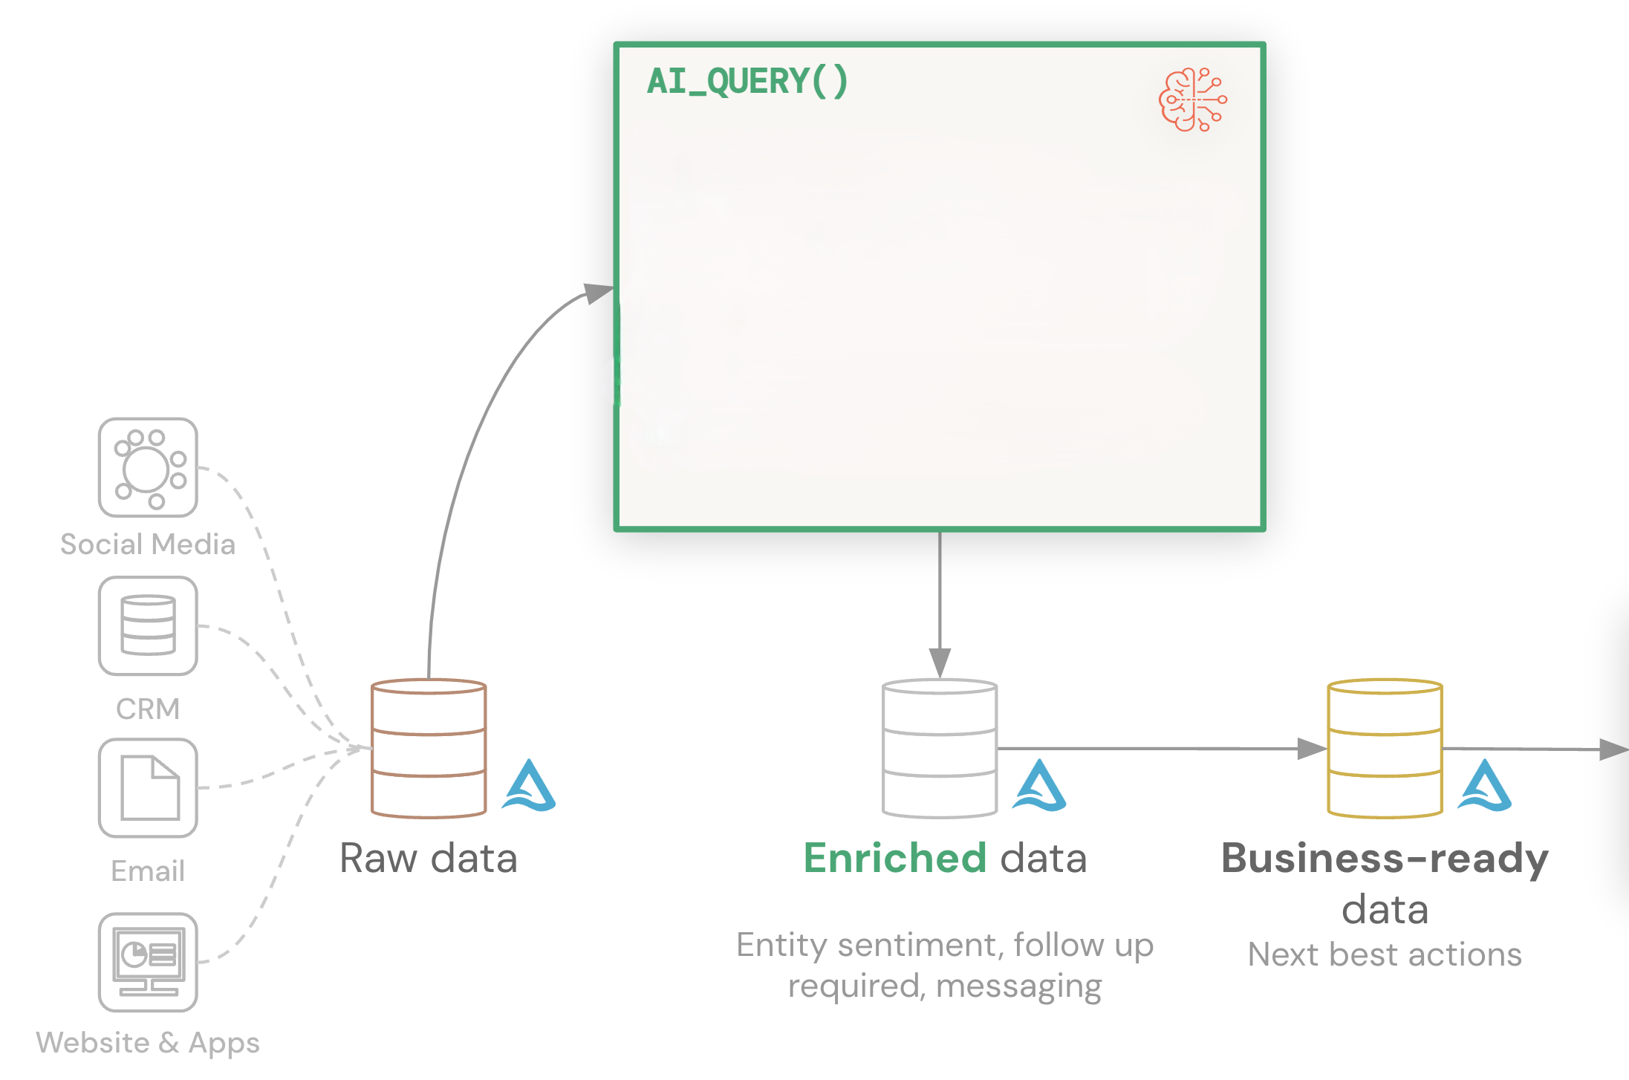 AI_QUERY()
Social Media
CRM
Email
Website & Apps
Raw data
Enriched data
Entity sentiment, follow up
required, messaging
Business-ready
data
Next best actions